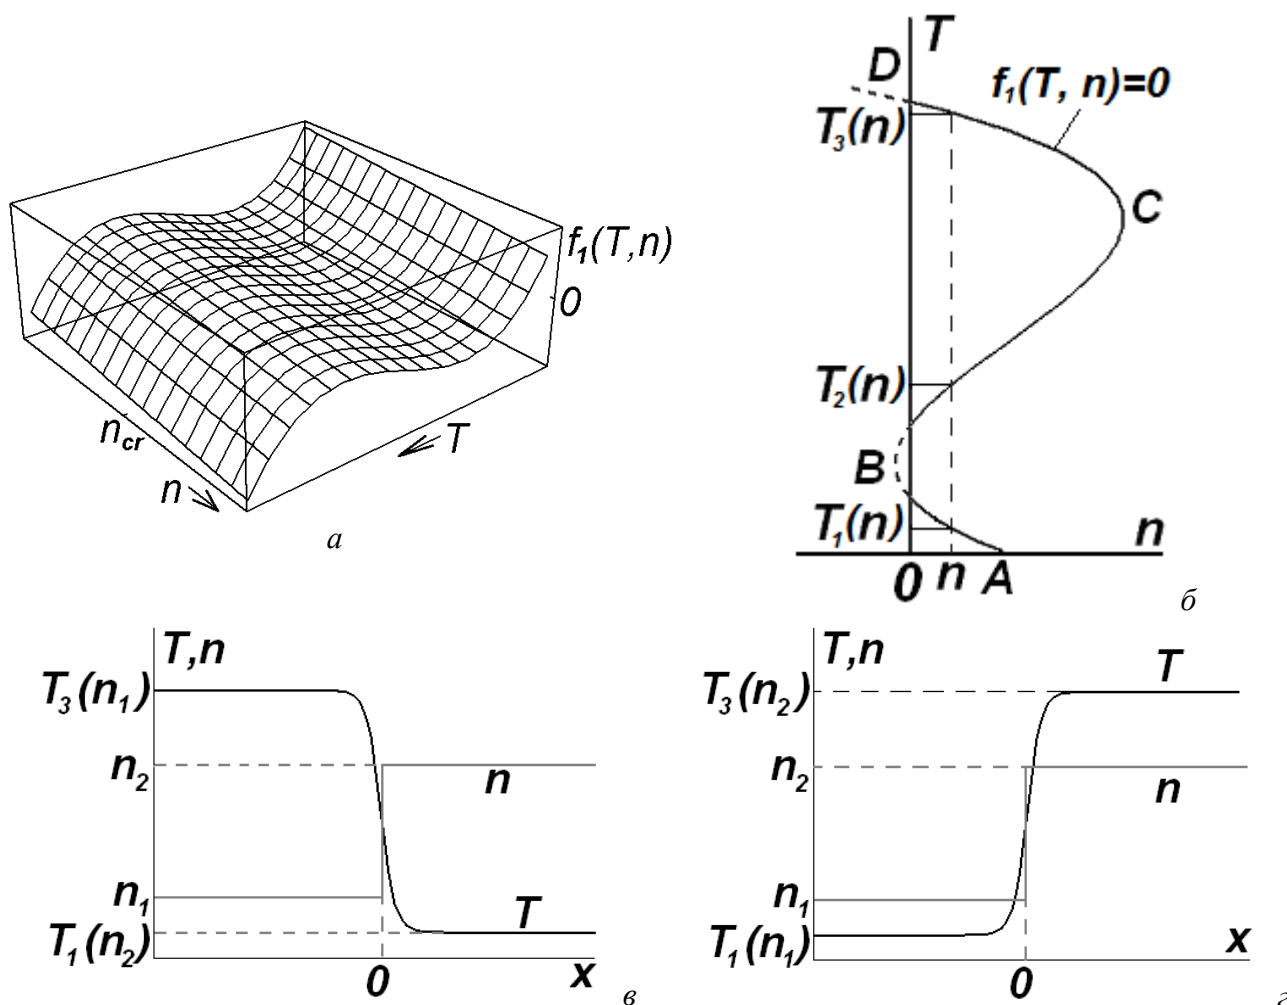 f₁(T,n)
0
n_cr
T
n
а
T
D
f₁(T, n)=0
T₃(n)
C
T₂(n)
B
T₁(n)
n
0 n A
б
T,n
T₃(n₁)
n₂
n
n₁
T
T₁(n₂)
0
x
в
T,n
T
T₃(n₂)
n₂
n
n₁
T₁(n₁)
x
0